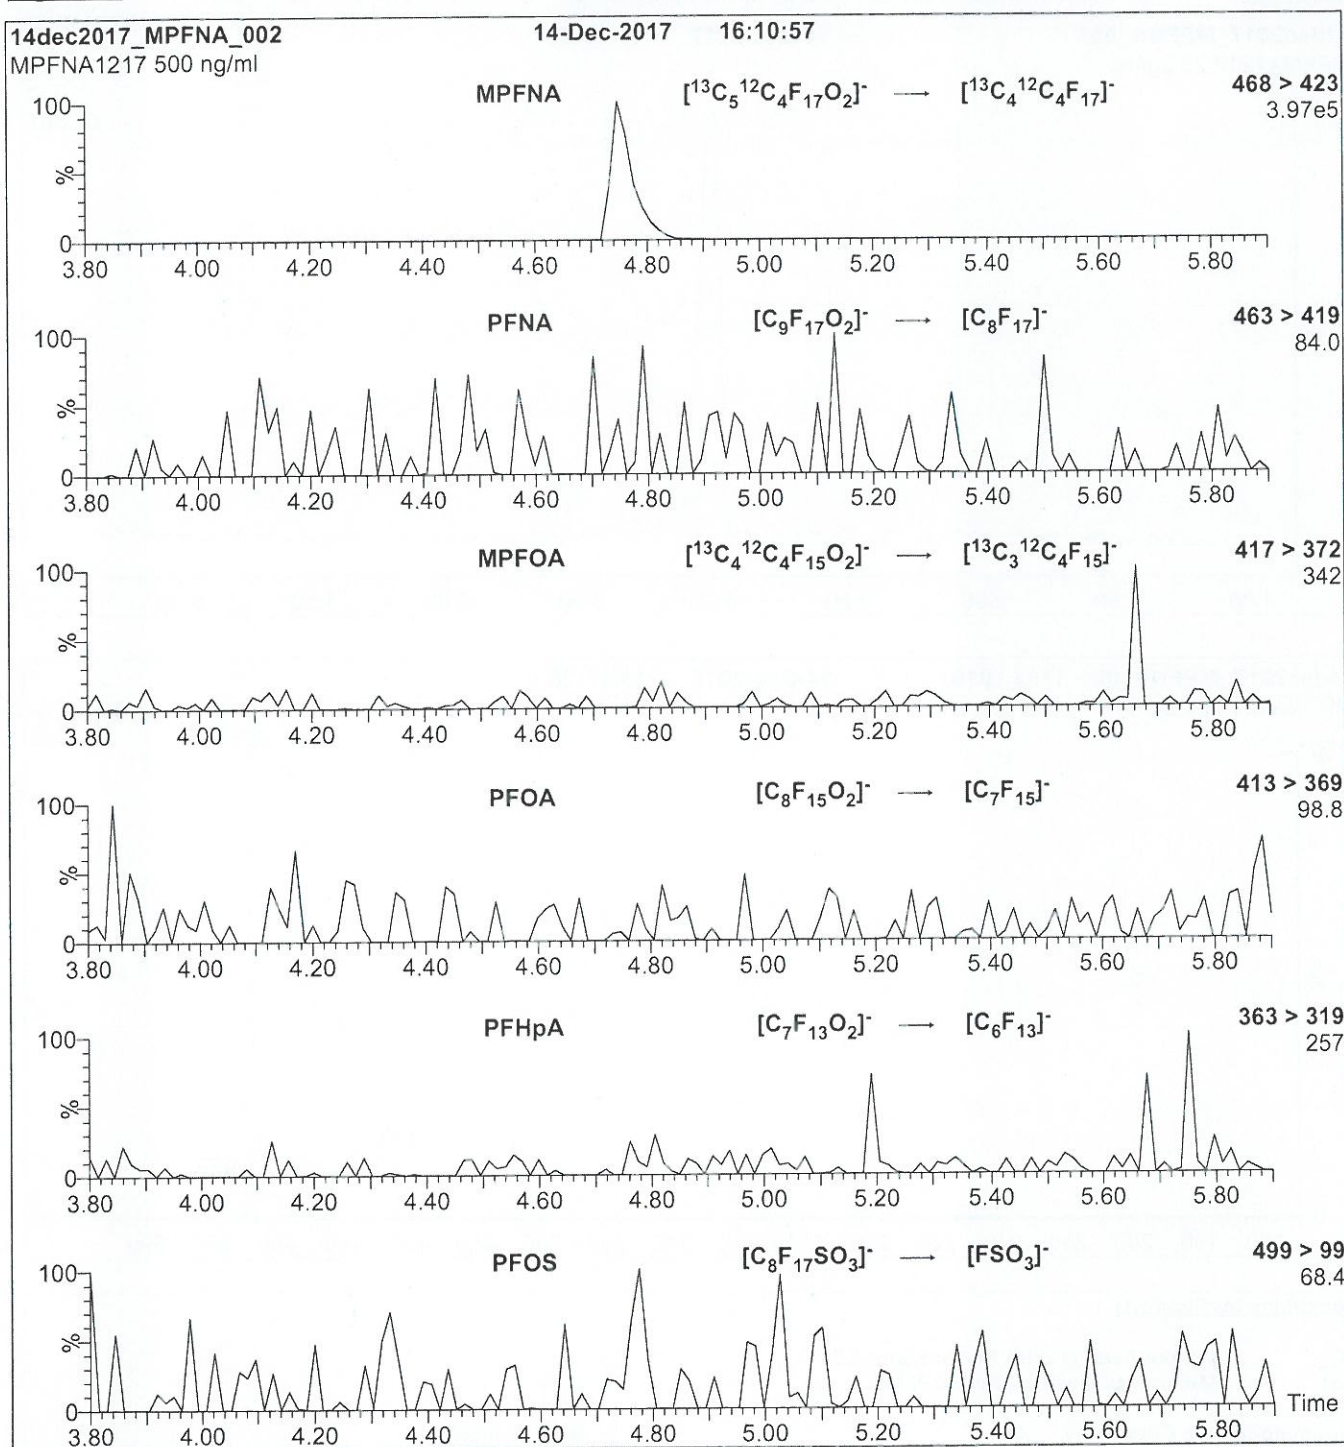 14dec2017_MPFNA_002 14-Dec-2017 16:10:57
MPFNA1217 500 ng/ml
MPFNA [¹³C₅¹²C₄F₁₇O₂]⁻ → [¹³C₄¹²C₄F₁₇]⁻ 468 > 423
3.97e5
100
%
0
3.80 4.00 4.20 4.40 4.60 4.80 5.00 5.20 5.40 5.60 5.80
PFNA [C₉F₁₇O₂]⁻ → [C₈F₁₇]⁻ 463 > 419
84.0
100
%
0
3.80 4.00 4.20 4.40 4.60 4.80 5.00 5.20 5.40 5.60 5.80
MPFOA [¹³C₄¹²C₄F₁₅O₂]⁻ → [¹³C₃¹²C₄F₁₅]⁻ 417 > 372
342
100
%
0
3.80 4.00 4.20 4.40 4.60 4.80 5.00 5.20 5.40 5.60 5.80
PFOA [C₈F₁₅O₂]⁻ → [C₇F₁₅]⁻ 413 > 369
98.8
100
%
0
3.80 4.00 4.20 4.40 4.60 4.80 5.00 5.20 5.40 5.60 5.80
PFHpA [C₇F₁₃O₂]⁻ → [C₆F₁₃]⁻ 363 > 319
257
100
%
0
3.80 4.00 4.20 4.40 4.60 4.80 5.00 5.20 5.40 5.60 5.80
PFOS [C₈F₁₇SO₃]⁻ → [FSO₃]⁻ 499 > 99
68.4
100
%
0
Time
3.80 4.00 4.20 4.40 4.60 4.80 5.00 5.20 5.40 5.60 5.80